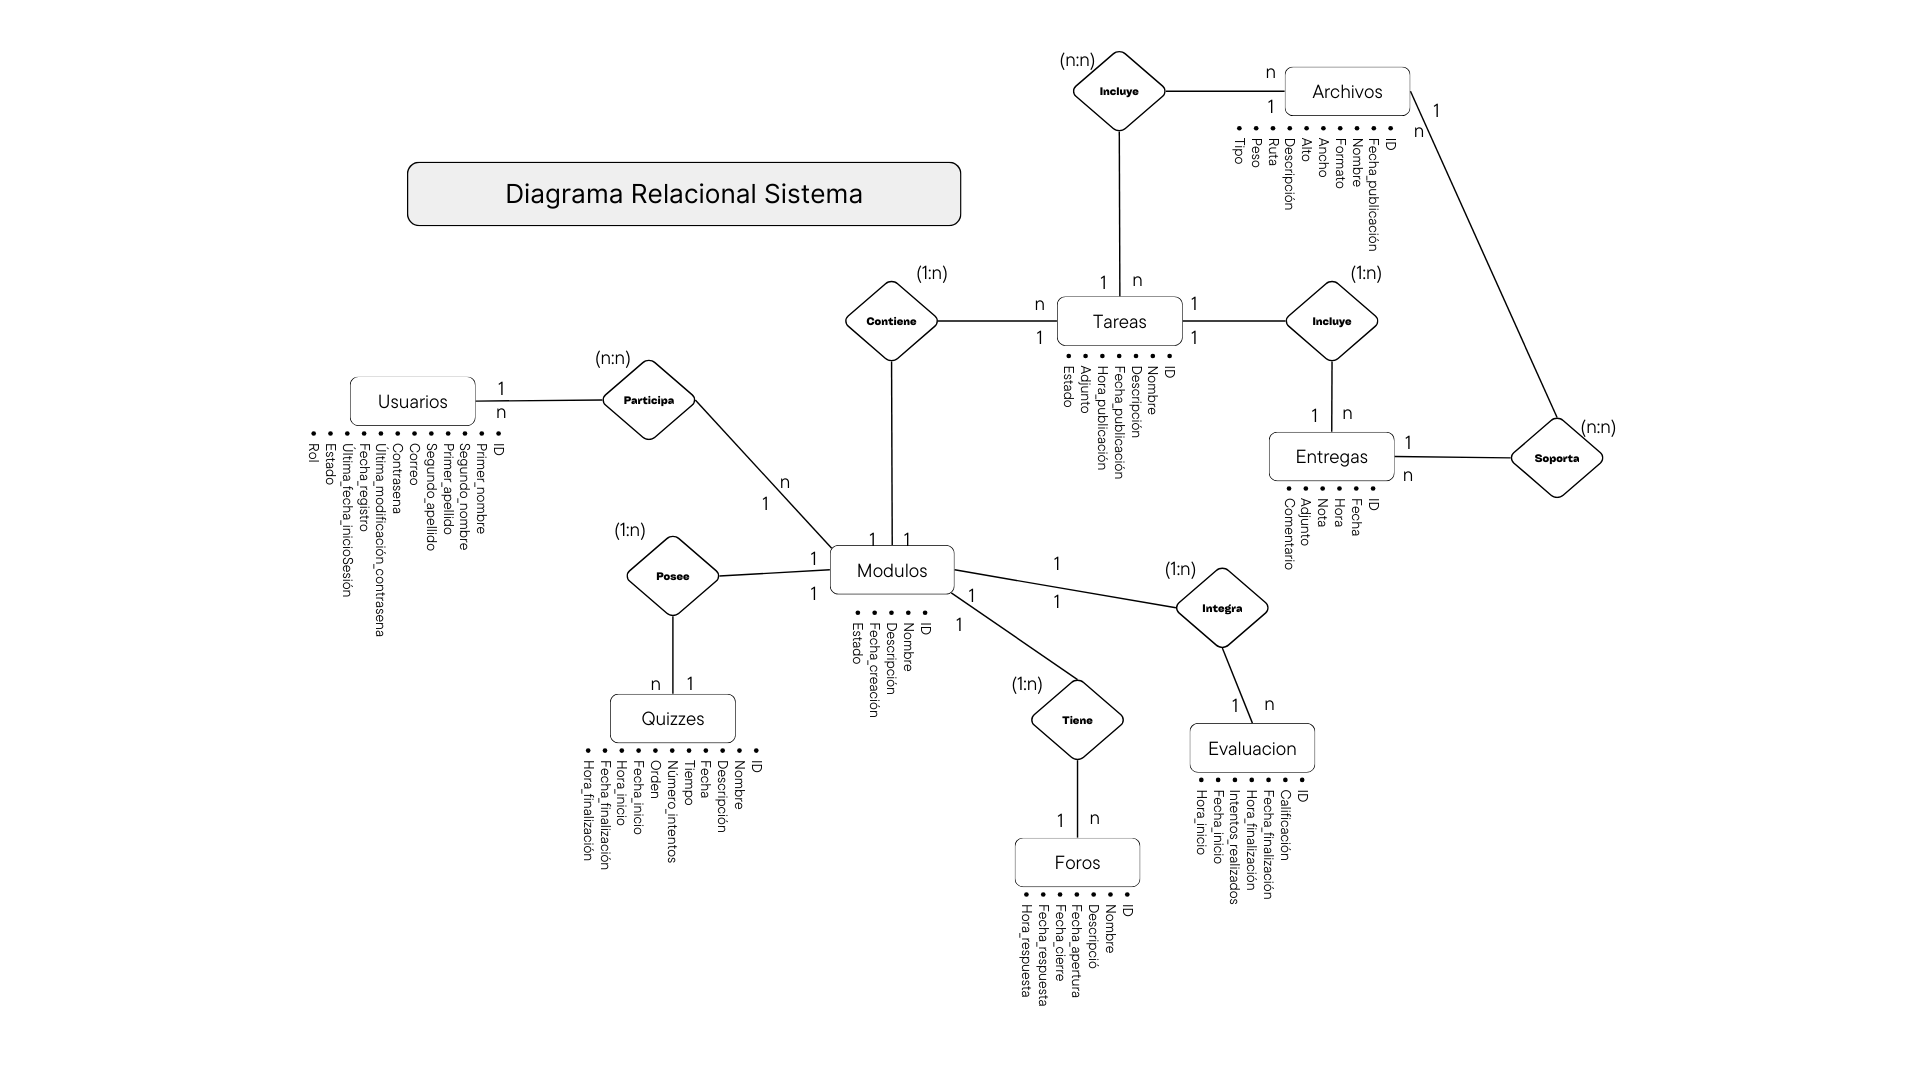 Diagrama Relacional Sistema
(n:n)
Incluye
n
1
Archivos
1
n
ID
Fecha_publicación
Nombre
Formato
Ancho
Alto
Descripción
Ruta
Peso
Tipo
1
n
(1:n)
Contiene
n
1
Tareas
1
1
(1:n)
Incluye
ID
Nombre
Descripción
Fecha_publicación
Hora_publicación
Adjunto
Estado
1
n
Entregas
1
n
(n:n)
Soporta
ID
Fecha
Hora
Nota
Adjunto
Comentario
Usuarios
1
n
(n:n)
Participa
n
1
ID
Primer_nombre
Segundo_nombre
Primer_apellido
Segundo_apellido
Correo
Contrasena
Última_modificación_contrasena
Fecha_registro
Última_fecha_inicioSesión
Estado
Rol
(1:n)
Posee
1
1
1
1
Modulos
ID
Nombre
Descripción
Fecha_creación
Estado
1
1
(1:n)
Integra
1
1
(1:n)
Tiene
n
1
Quizzes
ID
Nombre
Descripción
Fecha
Tiempo
Número_intentos
Orden
Fecha_inicio
Hora_inicio
Fecha_finalización
Hora_finalización
1
n
Evaluacion
ID
Calificación
Fecha_finalización
Hora_finalización
Intentos_realizados
Fecha_inicio
Hora_inicio
1
n
Foros
ID
Nombre
Descripció
Fecha_apertura
Fecha_cierre
Fecha_respuesta
Hora_respuesta